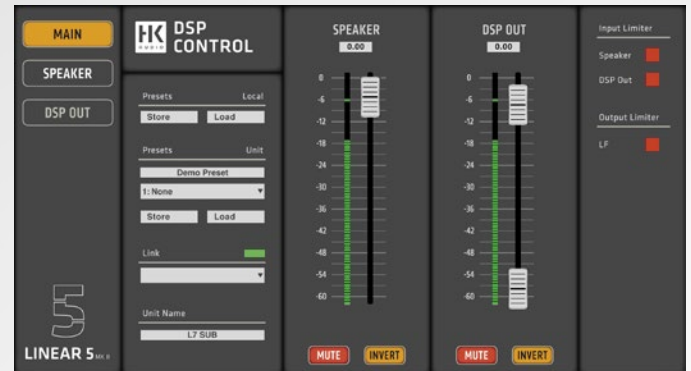 MAIN
SPEAKER
DSP OUT
5
LINEAR 5 MK II
HK
AUDIO
DSP
CONTROL
Presets Local
Store Load
Presets Unit
Demo Preset
1: None
Store Load
Link
Unit Name
L7 SUB
SPEAKER
0.00
0
-6
-12
-18
-24
-30
-36
-42
-48
-54
-60
MUTE INVERT
DSP OUT
0.00
0
-6
-12
-18
-24
-30
-36
-42
-48
-54
-60
MUTE INVERT
Input Limiter
Speaker
DSP Out
Output Limiter
LF